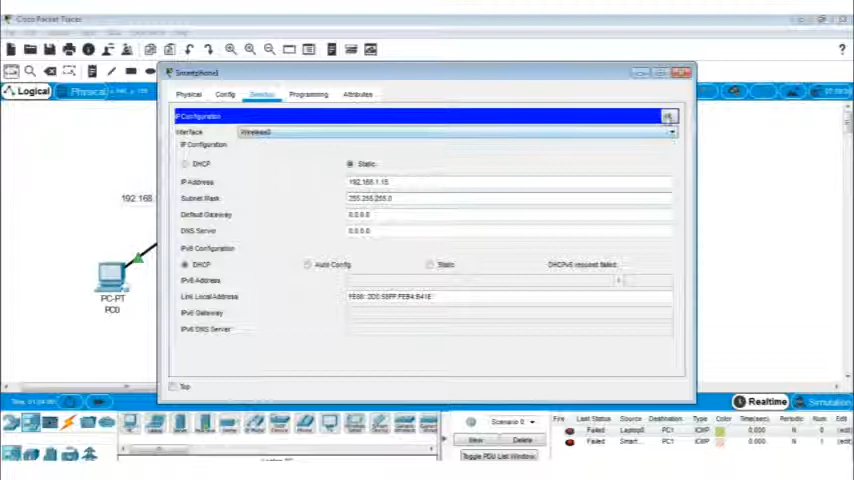 Cisco Packet Tracer
?
Logical
Physical
Smartphone1
Physical Config Desktop Programming Attributes
IP Configuration
Interface Wireless0
IP Configuration
DHCP Static
IP Address 192.168.1.15
Subnet Mask 255.255.255.0
Default Gateway 0.0.0.0
DNS Server 0.0.0.0
IPv6 Configuration
DHCP Auto Config Static DHCPv6 request failed.
IPv6 Address /
Link Local Address
IPv6 Gateway
IPv6 DNS Server
Top
192.168.
PC-PT
PC0
Realtime
Simulation
Scenario 0
New Delete
Toggle PDU List Window
Fire Last Status Source Destination Type Color Time(sec) Periodic Num Edit
Failed Laptop0 PC1 ICMP 0.000 N 0 (edit)
Failed Smart... PC1 ICMP 0.000 N 1 (edit)